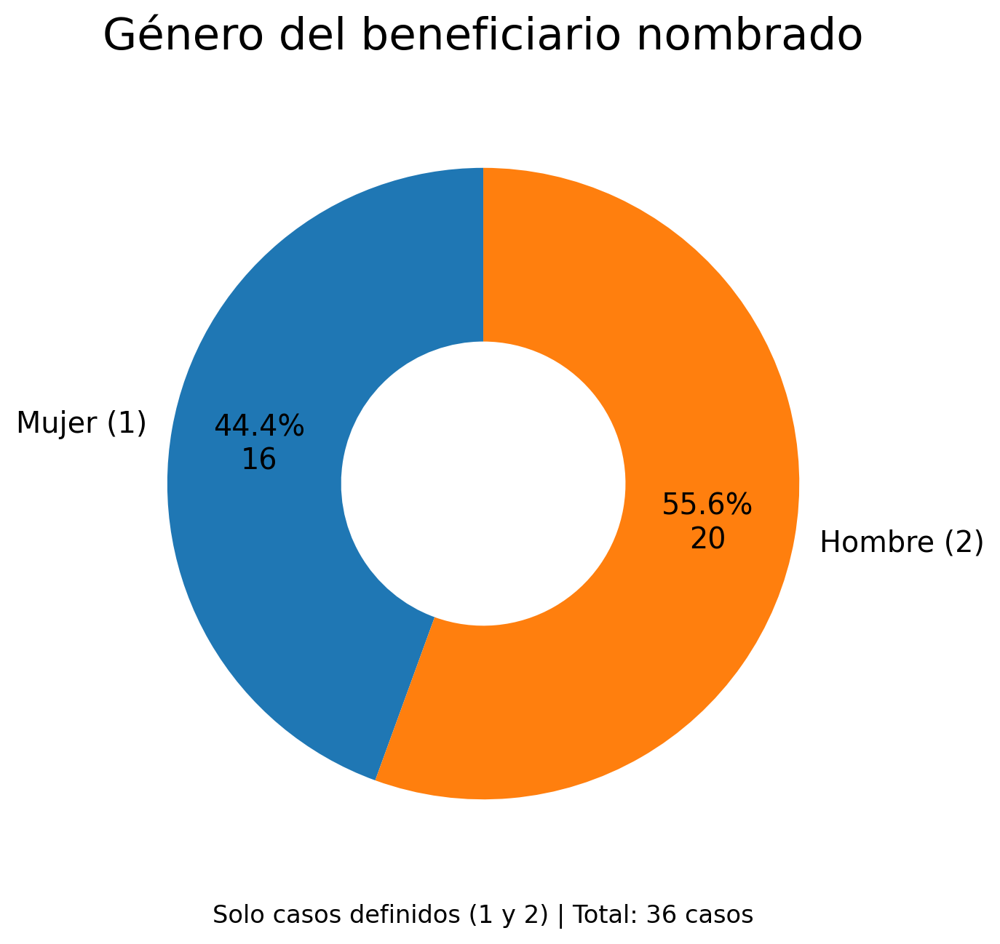 Género del beneficiario nombrado
Mujer (1)
44.4%
16
55.6%
20
Hombre (2)
Solo casos definidos (1 y 2) | Total: 36 casos